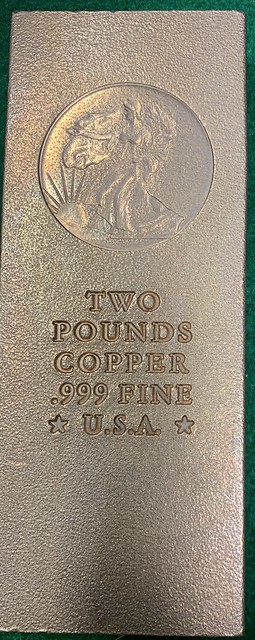 TWO
POUNDS
COPPER
.999 FINE
★ U.S.A. ★